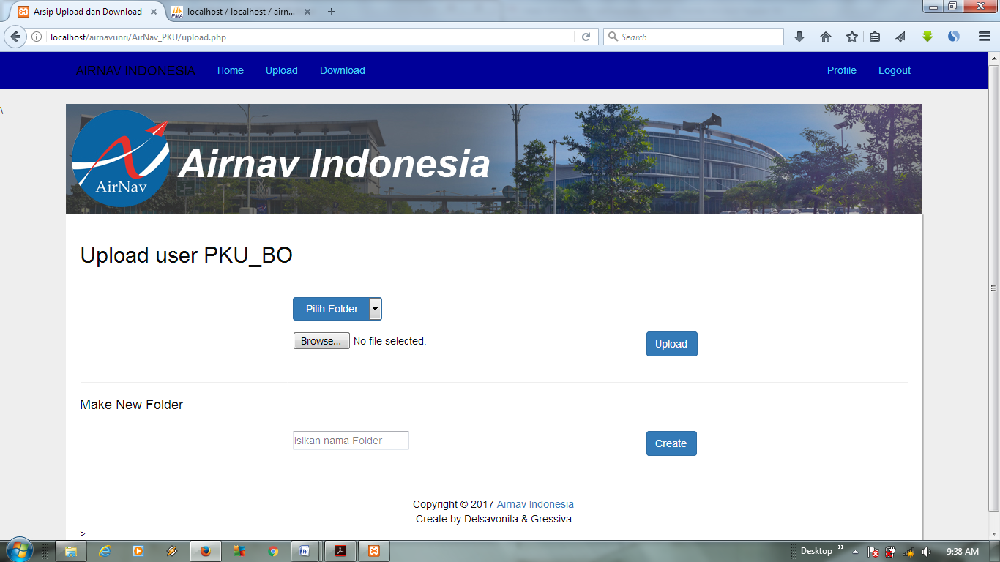 Arsip Upload dan Download
localhost / localhost / airn...
localhost/airnavunri/AirNav_PKU/upload.php
Search
AIRNAV INDONESIA Home Upload Download Profile Logout
\
AirNav
Airnav Indonesia
Upload user PKU_BO
Pilih Folder
Browse... No file selected.
Upload
Make New Folder
Isikan nama Folder
Create
Copyright © 2017 Airnav Indonesia
Create by Delsavonita & Gressiva
>
Desktop
9:38 AM